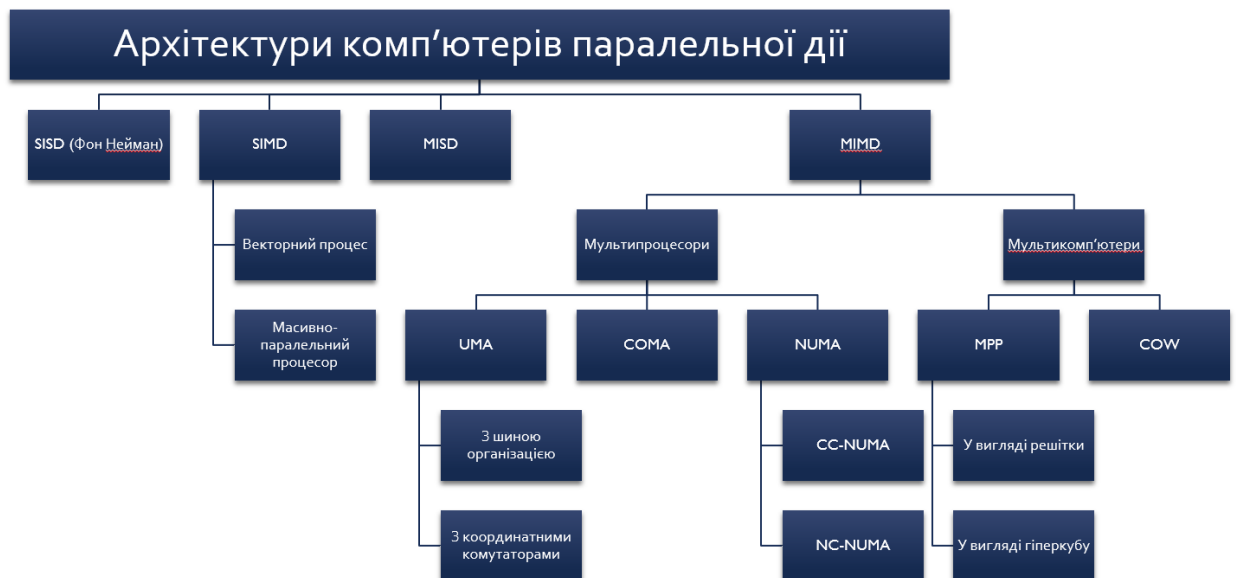 Архітектури комп’ютерів паралельної дії
SISD (Фон Нейман)
SIMD
MISD
MIMD
Векторний процес
Мультипроцесори
Мультикомп’ютери
Масивно-
паралельний
процесор
UMA
COMA
NUMA
MPP
COW
З шиною
організацією
CC-NUMA
У вигляді решітки
З координатними
комутаторами
NC-NUMA
У вигляді гіперкубу